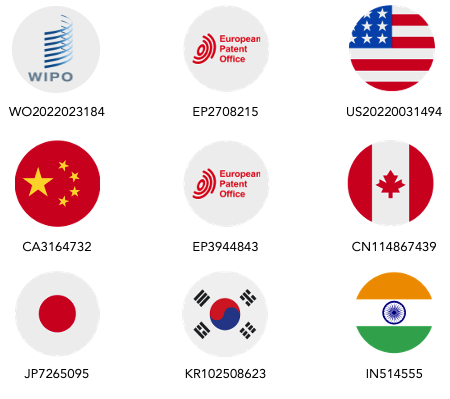 WIPO
European
Patent
Office
WO2022023184
EP2708215
US20220031494
European
Patent
Office
CA3164732
EP3944843
CN114867439
JP7265095
KR102508623
IN514555